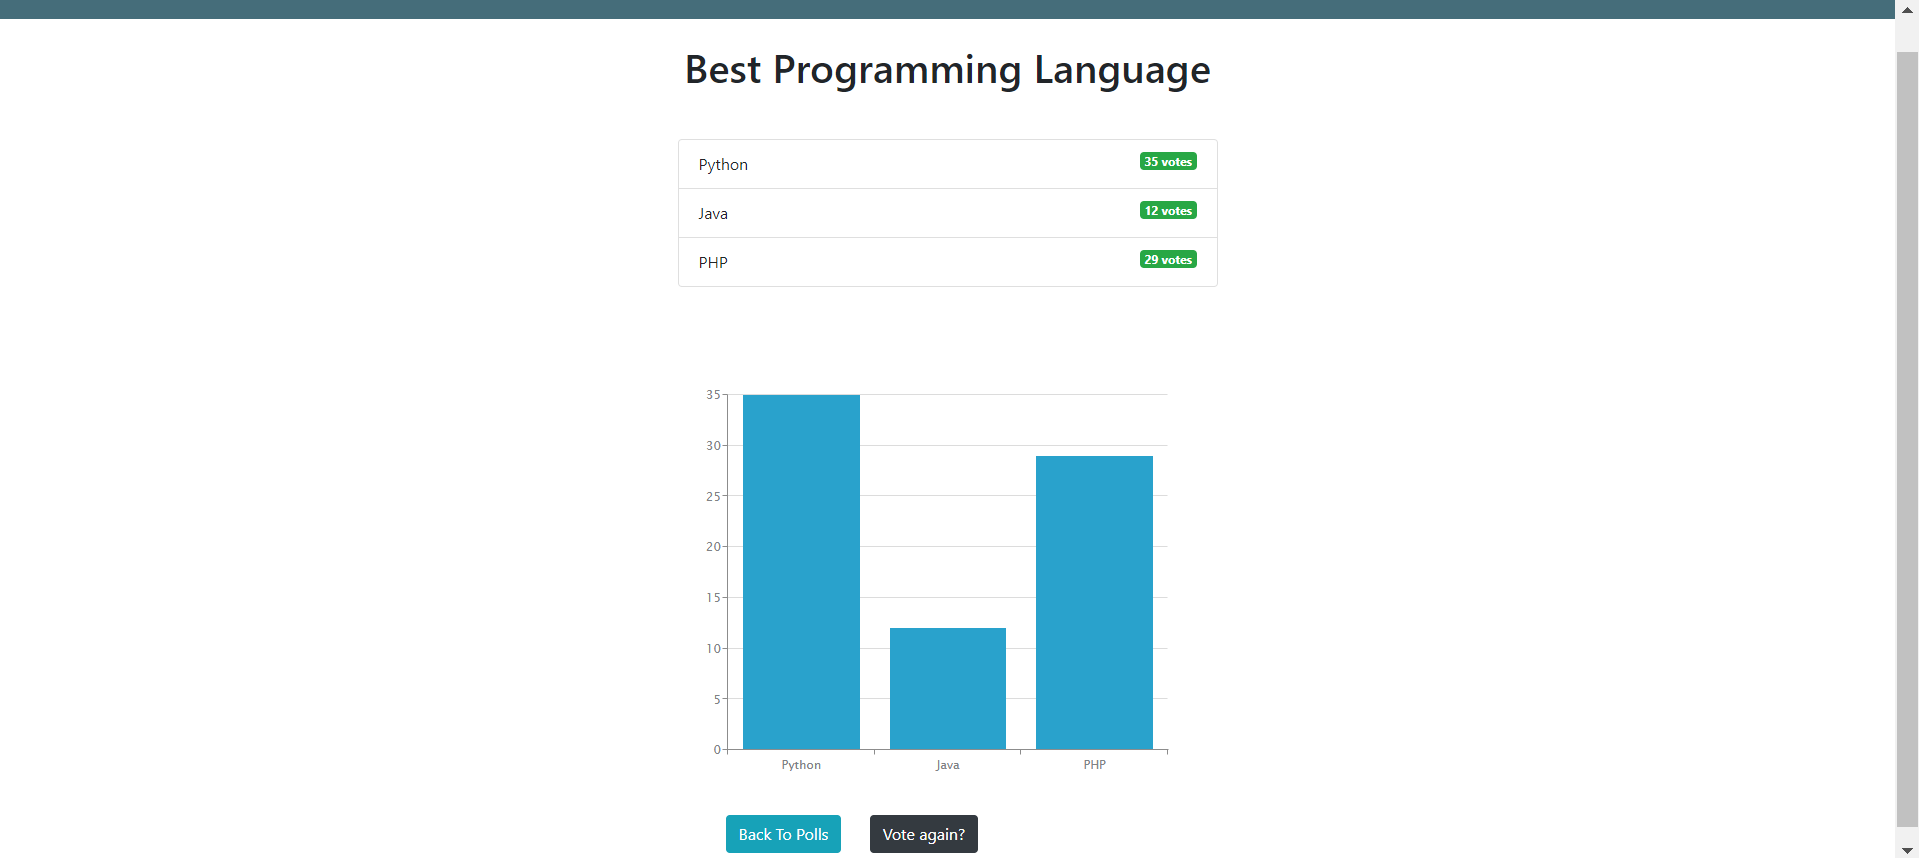 Best Programming Language
Python 35 votes
Java 12 votes
PHP 29 votes
35
30
25
20
15
10
5
0
Python Java PHP
Back To Polls Vote again?